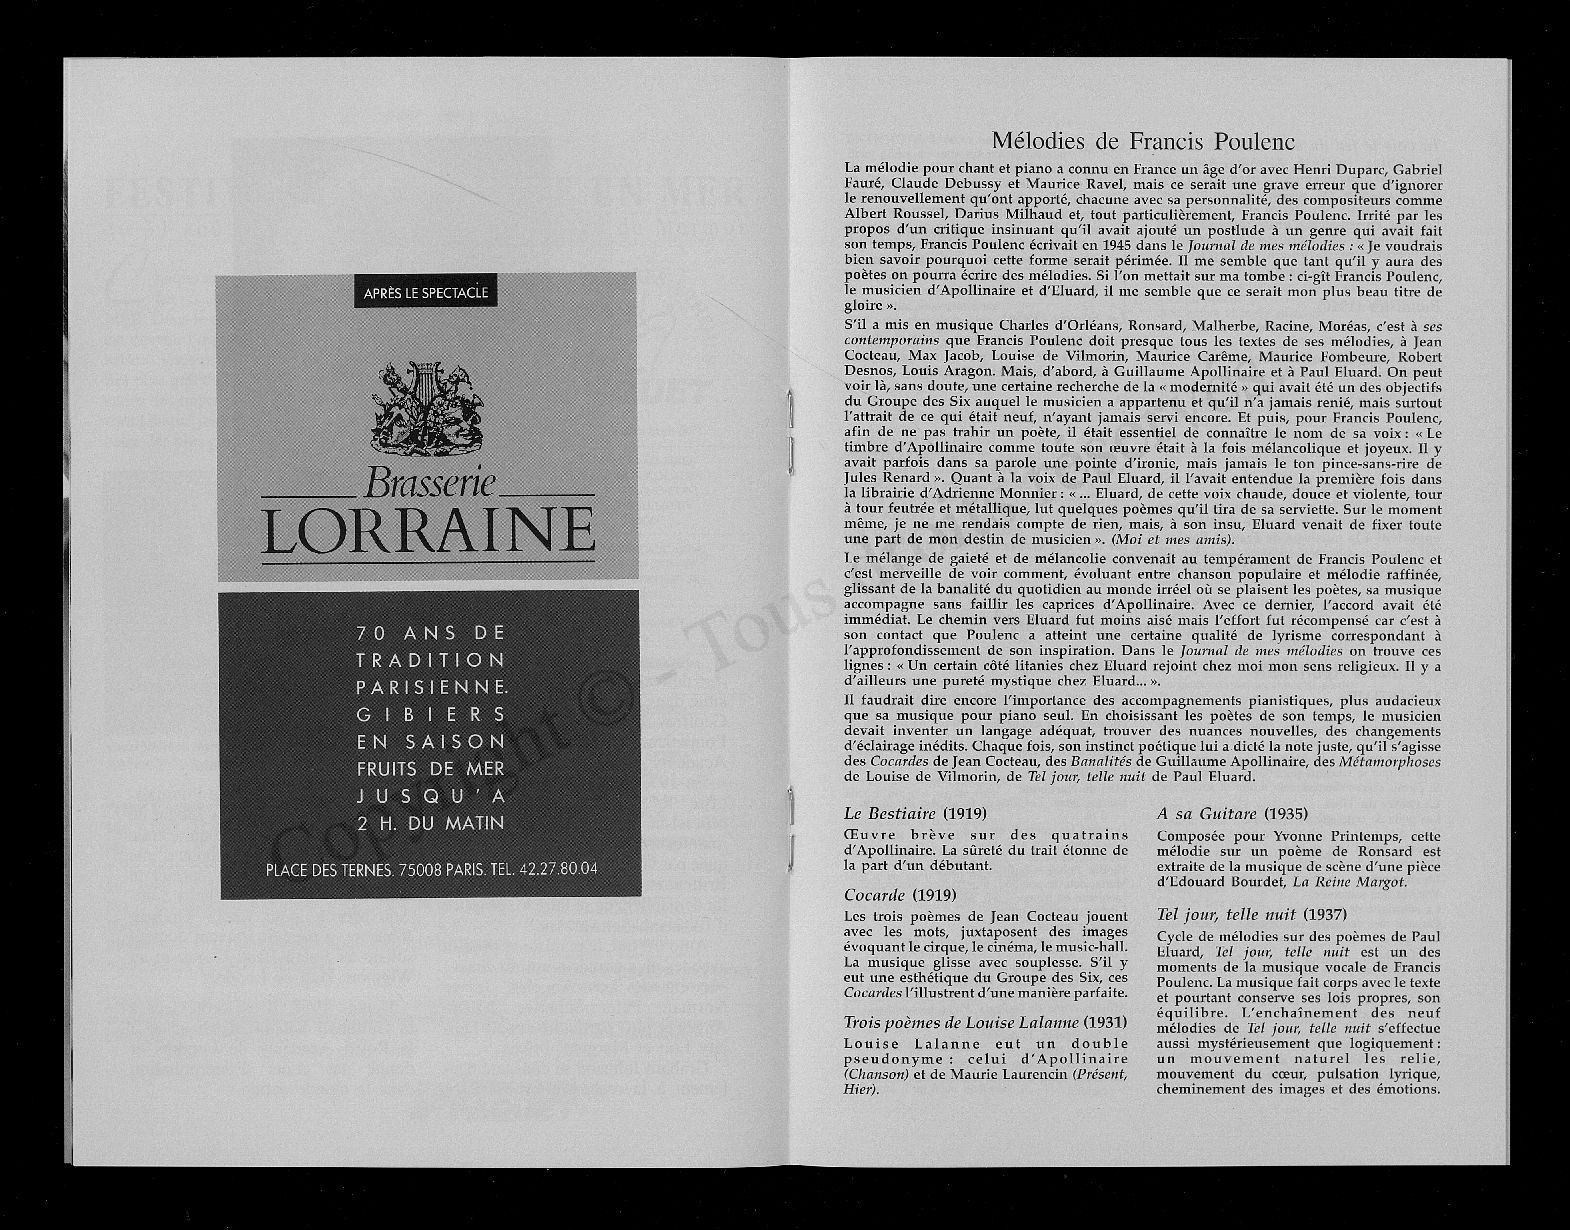 APRÈS LE SPECTACLE
Brasserie
LORRAINE
70 ANS DE
TRADITION
PARISIENNE.
GIBIERS
EN SAISON
FRUITS DE MER
JUSQU'A
2 H. DU MATIN
PLACE DES TERNES. 75008 PARIS. TEL. 42.27.80.04
Copyright © - Tous
Mélodies de Francis Poulenc
La mélodie pour chant et piano a connu en France un âge d'or avec Henri Duparc, Gabriel
Fauré, Claude Debussy et Maurice Ravel, mais ce serait une grave erreur que d'ignorer
le renouvellement qu'ont apporté, chacune avec sa personnalité, des compositeurs comme
Albert Roussel, Darius Milhaud et, tout particulièrement, Francis Poulenc. Irrité par les
propos d'un critique insinuant qu'il avait ajouté un postlude à un genre qui avait fait
son temps, Francis Poulenc écrivait en 1945 dans le Journal de mes mélodies : « Je voudrais
bien savoir pourquoi cette forme serait périmée. Il me semble que tant qu'il y aura des
poètes on pourra écrire des mélodies. Si l'on mettait sur ma tombe : ci-gît Francis Poulenc,
le musicien d'Apollinaire et d'Eluard, il me semble que ce serait mon plus beau titre de
gloire ».
S'il a mis en musique Charles d'Orléans, Ronsard, Malherbe, Racine, Moréas, c'est à ses
contemporains que Francis Poulenc doit presque tous les textes de ses mélodies, à Jean
Cocteau, Max Jacob, Louise de Vilmorin, Maurice Carême, Maurice Fombeure, Robert
Desnos, Louis Aragon. Mais, d'abord, à Guillaume Apollinaire et à Paul Eluard. On peut
voir là, sans doute, une certaine recherche de la « modernité » qui avait été un des objectifs
du Groupe des Six auquel le musicien a appartenu et qu'il n'a jamais renié, mais surtout
l'attrait de ce qui était neuf, n'ayant jamais servi encore. Et puis, pour Francis Poulenc,
afin de ne pas trahir un poète, il était essentiel de connaître le nom de sa voix : « Le
timbre d'Apollinaire comme toute son œuvre était à la fois mélancolique et joyeux. Il y
avait parfois dans sa parole une pointe d'ironie, mais jamais le ton pince-sans-rire de
Jules Renard ». Quant à la voix de Paul Eluard, il l'avait entendue la première fois dans
la librairie d'Adrienne Monnier : « ... Eluard, de cette voix chaude, douce et violente, tour
à tour feutrée et métallique, lut quelques poèmes qu'il tira de sa serviette. Sur le moment
même, je ne me rendais compte de rien, mais, à son insu, Eluard venait de fixer toute
une part de mon destin de musicien ». (Moi et mes amis).
Le mélange de gaieté et de mélancolie convenait au tempérament de Francis Poulenc et
c'est merveille de voir comment, évoluant entre chanson populaire et mélodie raffinée,
glissant de la banalité du quotidien au monde irréel où se plaisent les poètes, sa musique
accompagne sans faillir les caprices d'Apollinaire. Avec ce dernier, l'accord avait été
immédiat. Le chemin vers Eluard fut moins aisé mais l'effort fut récompensé car c'est à
son contact que Poulenc a atteint une certaine qualité de lyrisme correspondant à
l'approfondissement de son inspiration. Dans le Journal de mes mélodies on trouve ces
lignes : « Un certain côté litanies chez Eluard rejoint chez moi mon sens religieux. Il y a
d'ailleurs une pureté mystique chez Eluard... ».
Il faudrait dire encore l'importance des accompagnements pianistiques, plus audacieux
que sa musique pour piano seul. En choisissant les poètes de son temps, le musicien
devait inventer un langage adéquat, trouver des nuances nouvelles, des changements
d'éclairage inédits. Chaque fois, son instinct poétique lui a dicté la note juste, qu'il s'agisse
des Cocardes de Jean Cocteau, des Banalités de Guillaume Apollinaire, des Métamorphoses
de Louise de Vilmorin, de Tel jour, telle nuit de Paul Eluard.
Le Bestiaire (1919)
Œuvre brève sur des quatrains
d'Apollinaire. La sûreté du trait étonne de
la part d'un débutant.
Cocarde (1919)
Les trois poèmes de Jean Cocteau jouent
avec les mots, juxtaposent des images
évoquant le cirque, le cinéma, le music-hall.
La musique glisse avec souplesse. S'il y
eut une esthétique du Groupe des Six, ces
Cocardes l'illustrent d'une manière parfaite.
Trois poèmes de Louise Lalanne (1931)
Louise Lalanne eut un double
pseudonyme : celui d'Apollinaire
(Chanson) et de Maurie Laurencin (Présent,
Hier).
A sa Guitare (1935)
Composée pour Yvonne Printemps, cette
mélodie sur un poème de Ronsard est
extraite de la musique de scène d'une pièce
d'Edouard Bourdet, La Reine Margot.
Tel jour, telle nuit (1937)
Cycle de mélodies sur des poèmes de Paul
Eluard, Tel jour, telle nuit est un des
moments de la musique vocale de Francis
Poulenc. La musique fait corps avec le texte
et pourtant conserve ses lois propres, son
équilibre. L'enchaînement des neuf
mélodies de Tel jour, telle nuit s'effectue
aussi mystérieusement que logiquement :
un mouvement naturel les relie,
mouvement du cœur, pulsation lyrique,
cheminement des images et des émotions.